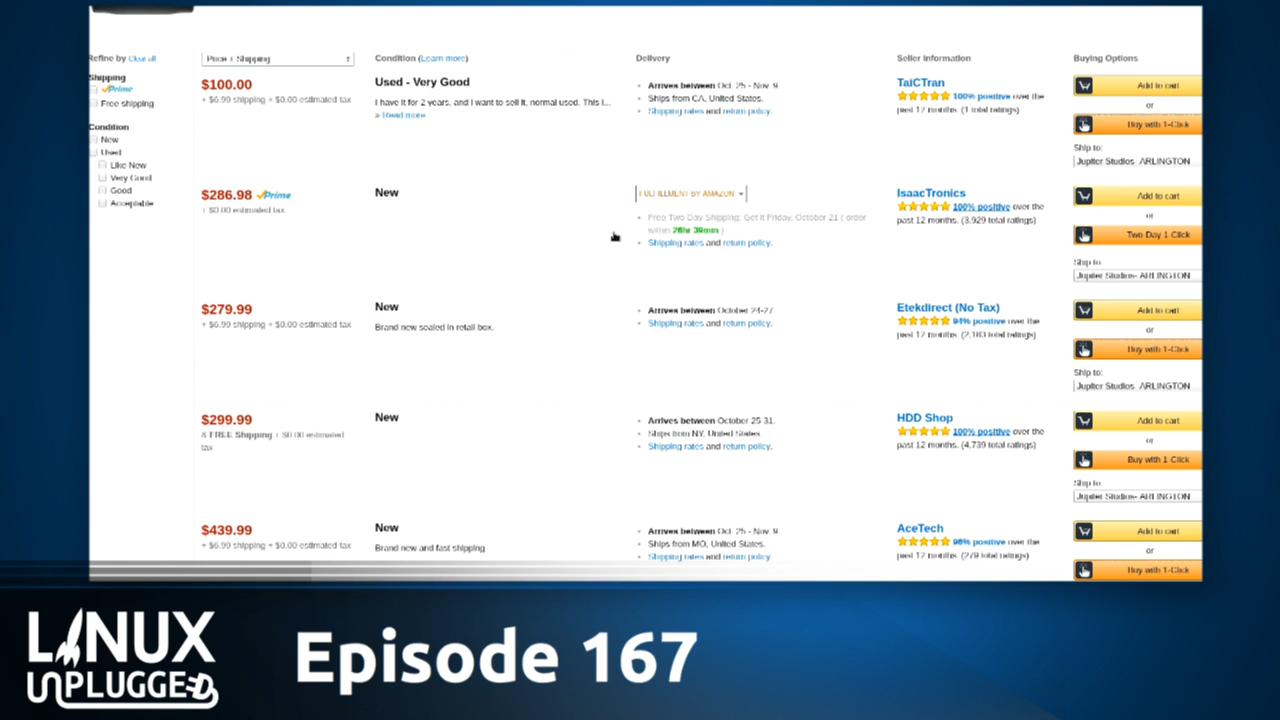 Refine by Clear all
Price + Shipping
Condition (Learn more)
Delivery
Seller Information
Buying Options
Shipping
Prime
Free shipping
Condition
New
Used
Like New
Very Good
Good
Acceptable
$100.00
+ $6.99 shipping + $0.00 estimated tax
Used - Very Good
I have it for 2 years, and I want to sell it, normal used. This i...
» Read more
Arrives between Oct. 25 - Nov. 9.
Ships from CA, United States.
Shipping rates and return policy.
TaiCTran
100% positive over the
past 12 months. (1 total ratings)
Add to cart
or
Buy with 1-Click
Ship to:
Jupiter Studios- ARLINGTON
$286.98 Prime
+ $0.00 estimated tax
New
FULFILLMENT BY AMAZON
Free Two-Day Shipping: Get it Friday, October 21 ( order
within 26hr 39min )
Shipping rates and return policy.
IsaacTronics
100% positive over the
past 12 months. (3,929 total ratings)
Add to cart
or
Two-Day 1-Click
Ship to:
Jupiter Studios- ARLINGTON
$279.99
+ $6.99 shipping + $0.00 estimated tax
New
Brand new sealed in retail box.
Arrives between October 24-27.
Shipping rates and return policy.
Etekdirect (No Tax)
94% positive over the
past 12 months. (2,183 total ratings)
Add to cart
or
Buy with 1-Click
Ship to:
Jupiter Studios- ARLINGTON
$299.99
& FREE Shipping + $0.00 estimated
tax
New
Arrives between October 25-31.
Ships from NY, United States.
Shipping rates and return policy.
HDD Shop
100% positive over the
past 12 months. (4,739 total ratings)
Add to cart
or
Buy with 1-Click
Ship to:
Jupiter Studios- ARLINGTON
$439.99
+ $6.99 shipping + $0.00 estimated tax
New
Brand new and fast shipping
Arrives between Oct. 25 - Nov. 9.
Ships from MO, United States.
Shipping rates and return policy.
AceTech
96% positive over the
past 12 months. (279 total ratings)
Add to cart
or
Buy with 1-Click
LINUX
UNPLUGGED
Episode 167